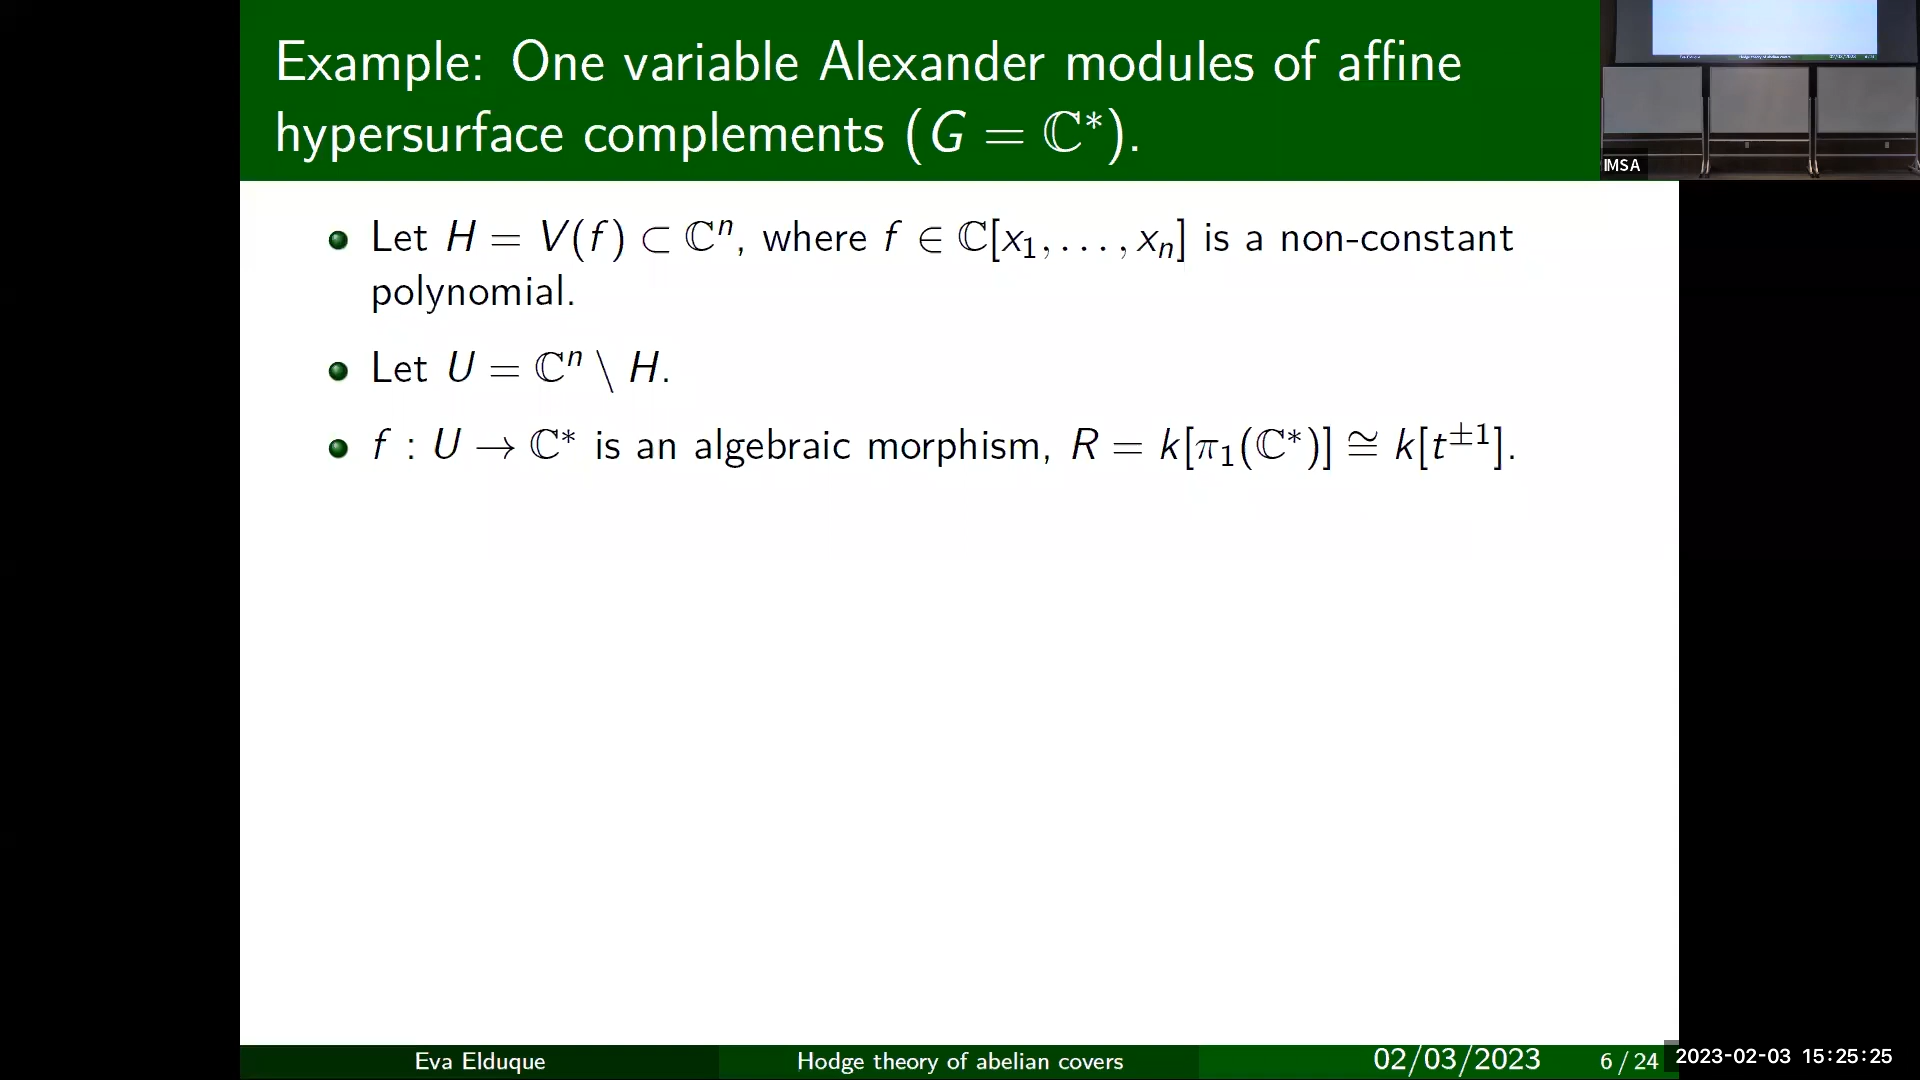 Example: One variable Alexander modules of affine
hypersurface complements (G = ℂ*).
IMSA
Let H = V(f) ⊂ ℂⁿ, where f ∈ ℂ[x₁, . . . , xₙ] is a non-constant
polynomial.
Let U = ℂⁿ \ H.
f : U → ℂ* is an algebraic morphism, R = k[π₁(ℂ*)] ≅ k[t^{±1}].
Eva Elduque
Hodge theory of abelian covers
02/03/2023
6 / 24
2023-02-03 15:25:25